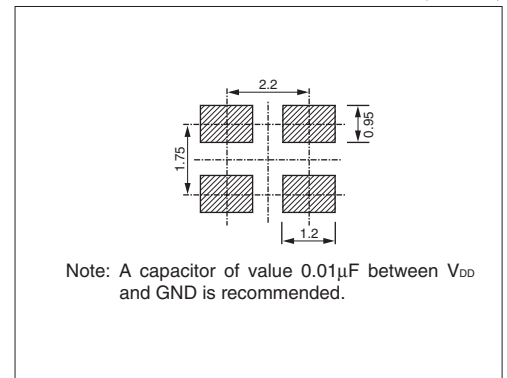 2.2
0.95
1.75
1.2
Note: A capacitor of value 0.01μF between VDD
and GND is recommended.